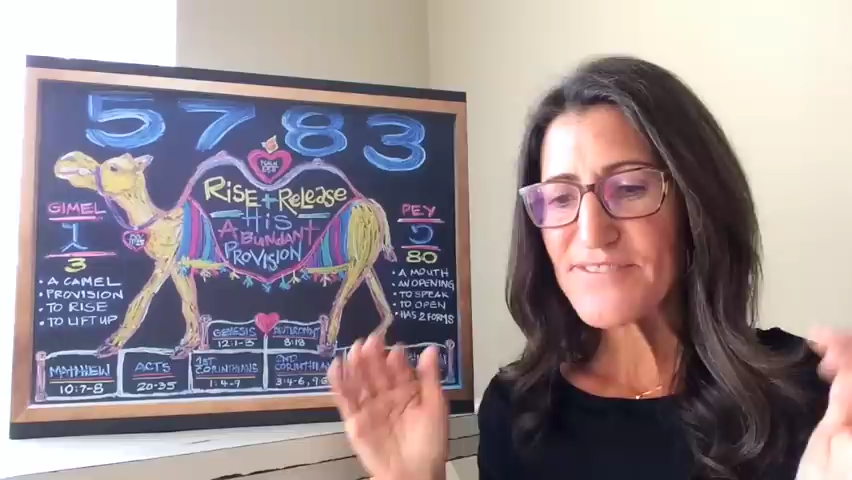 5783
RISE + RELEASE
HIS
ABUNDANT
PROVISION
GIMEL
ג
3
• A CAMEL
• PROVISION
• TO RISE
• TO LIFT UP
PEY
פ
80
• A MOUTH
• AN OPENING
• TO SPEAK
• TO OPEN
• HAS 2 FORMS
GENESIS
12:1-3
8:18
MATTHEW
10:7-8
ACTS
20:35
1ST
CORINTHIANS
1:4-9
2ND
CORINTHIANS